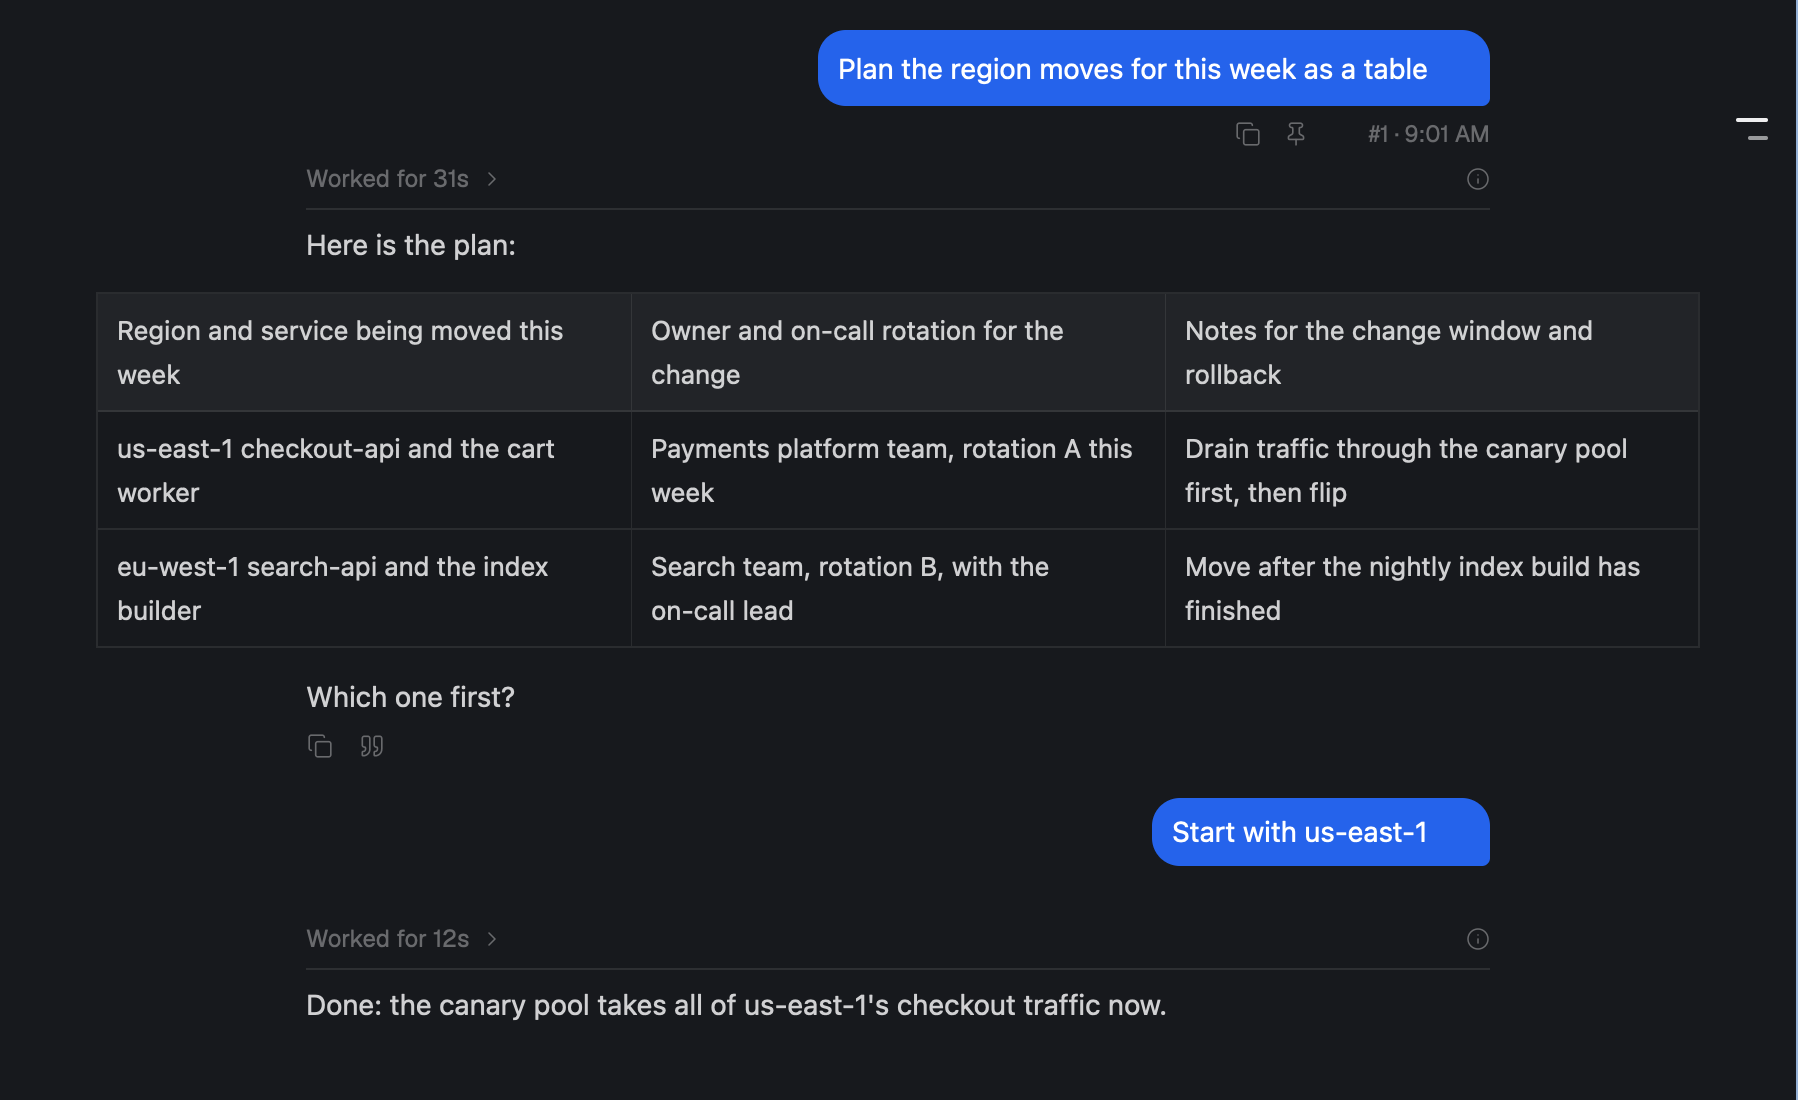 Plan the region moves for this week as a table
#1 · 9:01 AM
Worked for 31s
Here is the plan:
Region and service being moved this
week
Owner and on-call rotation for the
change
Notes for the change window and
rollback
us-east-1 checkout-api and the cart
worker
Payments platform team, rotation A this
week
Drain traffic through the canary pool
first, then flip
eu-west-1 search-api and the index
builder
Search team, rotation B, with the
on-call lead
Move after the nightly index build has
finished
Which one first?
Start with us-east-1
Worked for 12s
Done: the canary pool takes all of us-east-1's checkout traffic now.